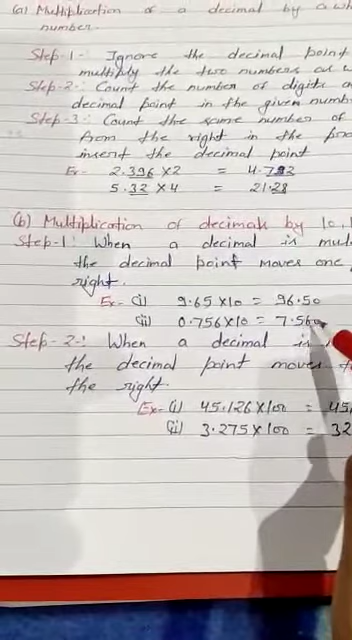 (a) Multiplication of a decimal by a
number.
Step-1- Ignore the decimal point
multiply the two numbers as
Step-2- Count the number of digits
decimal point in the given
Step-3: Count the same number of
from the right in the
insert the decimal point
Ex- 2.396 × 2 = 4.792
5.32 × 4 = 21.28
(b) Multiplication of decimals by 10,
Step-1: When a decimal is
the decimal point moves one
right.
Ex- (i) 9.65 × 10 = 96.50
(ii) 0.756 × 10 = 7.560
Step-2: When a decimal is
the decimal point moves
the right.
Ex- (i) 45.126 × 100 = 45
(ii) 3.275 × 100 = 32